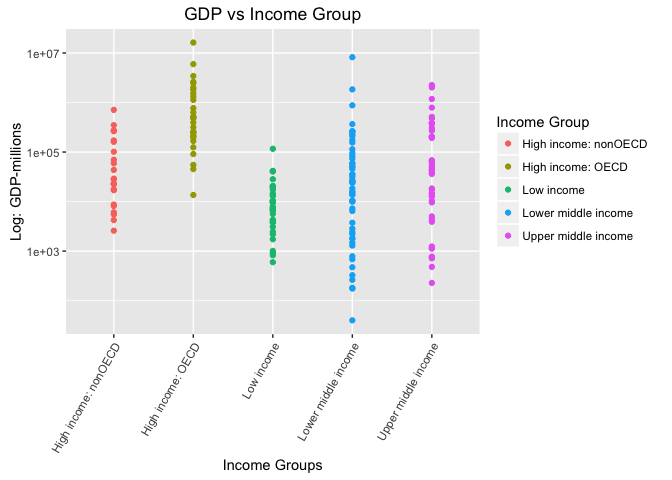 GDP vs Income Group
Log: GDP-millions
1e+07
1e+05
1e+03
High income: nonOECD
High income: OECD
Low income
Lower middle income
Upper middle income
Income Groups
Income Group
High income: nonOECD
High income: OECD
Low income
Lower middle income
Upper middle income